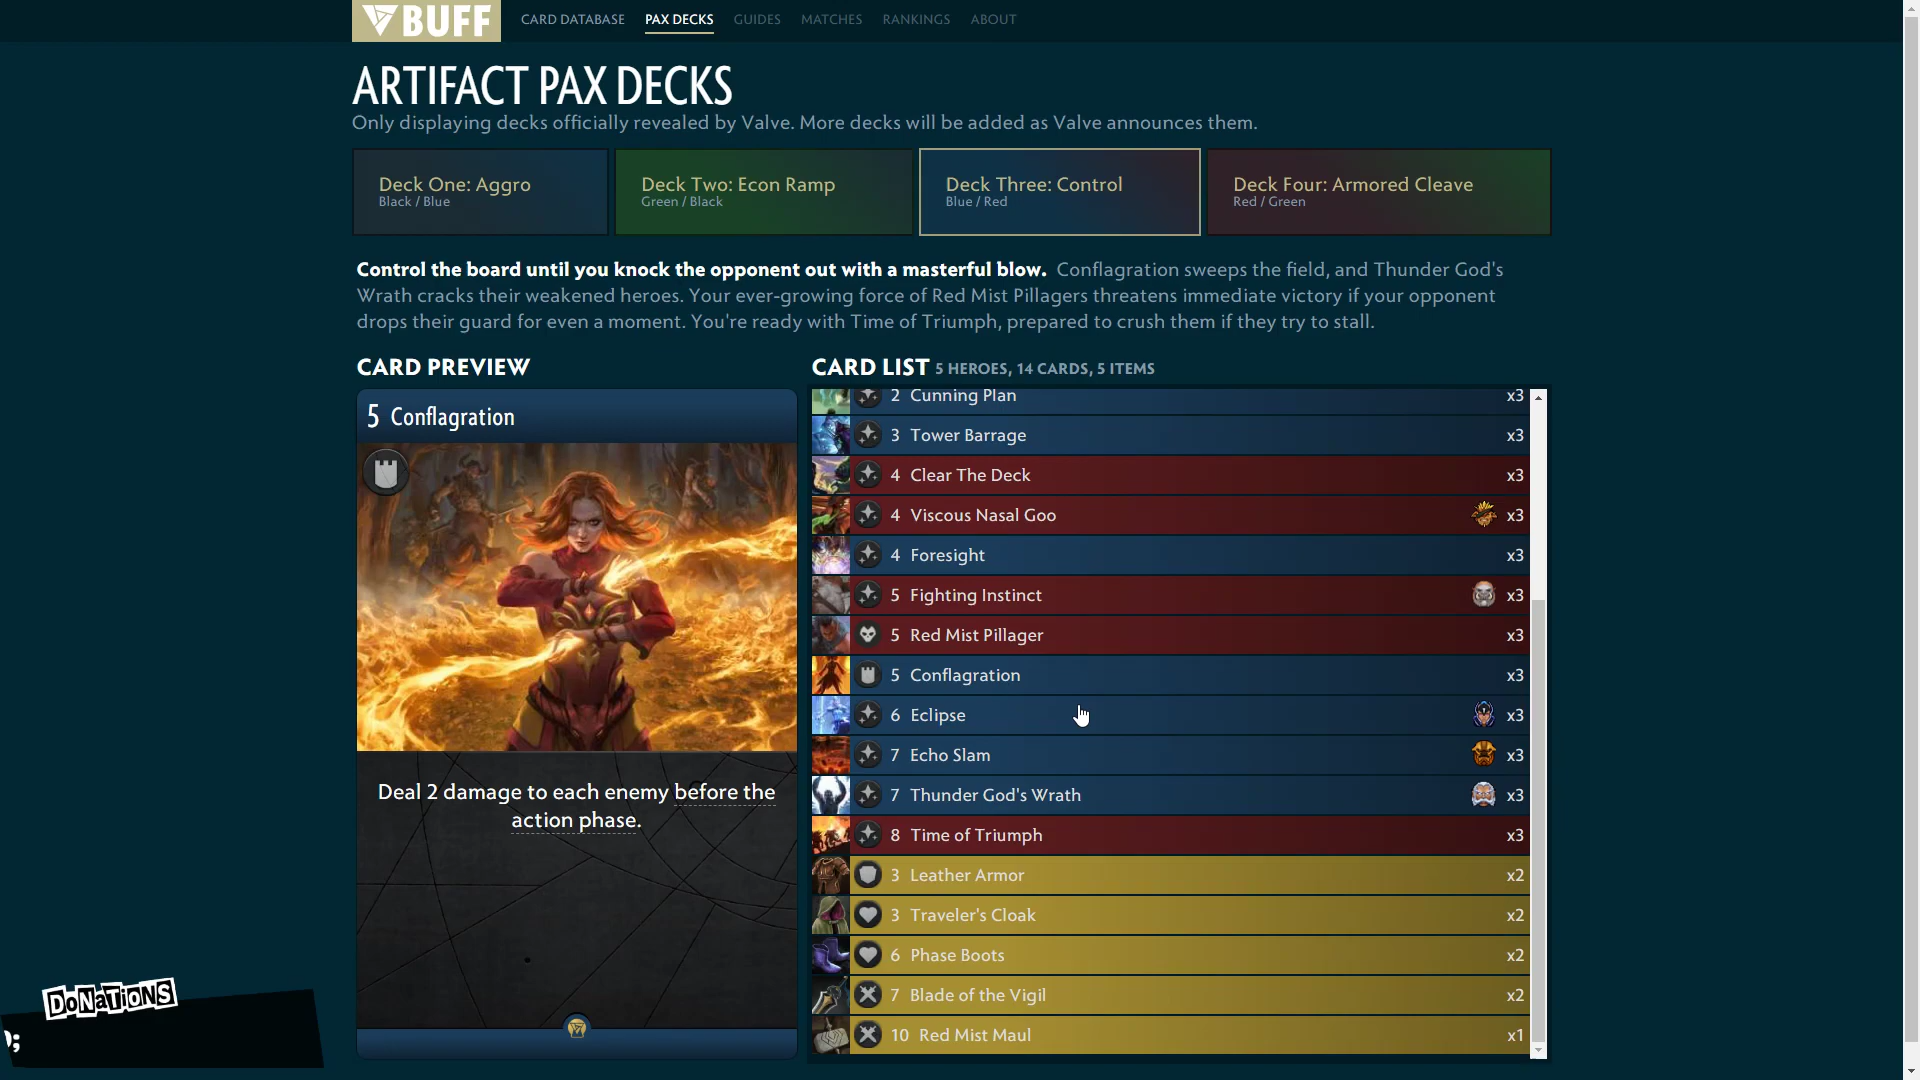 BUFF
CARD DATABASE
PAX DECKS
GUIDES
MATCHES
RANKINGS
ABOUT
ARTIFACT PAX DECKS
Only displaying decks officially revealed by Valve. More decks will be added as Valve announces them.
Deck One: Aggro
Black / Blue
Deck Two: Econ Ramp
Green / Black
Deck Three: Control
Blue / Red
Deck Four: Armored Cleave
Red / Green
Control the board until you knock the opponent out with a masterful blow. Conflagration sweeps the field, and Thunder God's
Wrath cracks their weakened heroes. Your ever-growing force of Red Mist Pillagers threatens immediate victory if your opponent
drops their guard for even a moment. You're ready with Time of Triumph, prepared to crush them if they try to stall.
CARD PREVIEW
5 Conflagration
Deal 2 damage to each enemy before the
action phase.
CARD LIST 5 HEROES, 14 CARDS, 5 ITEMS
2 Cunning Plan x3
3 Tower Barrage x3
4 Clear The Deck x3
4 Viscous Nasal Goo x3
4 Foresight x3
5 Fighting Instinct x3
5 Red Mist Pillager x3
5 Conflagration x3
6 Eclipse x3
7 Echo Slam x3
7 Thunder God's Wrath x3
8 Time of Triumph x3
3 Leather Armor x2
3 Traveler's Cloak x2
6 Phase Boots x2
7 Blade of the Vigil x2
10 Red Mist Maul x1
DoNaTioNS